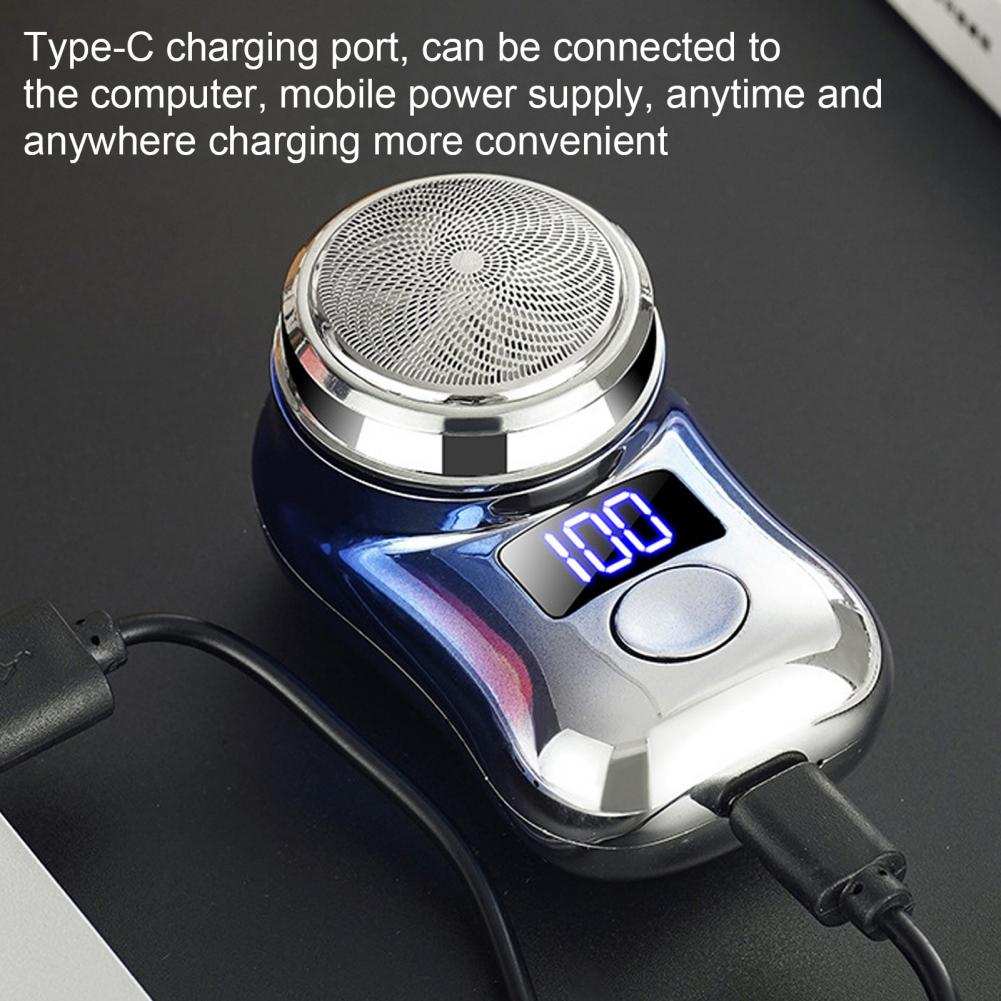 Type-C charging port, can be connected to
the computer, mobile power supply, anytime and
anywhere charging more convenient
100